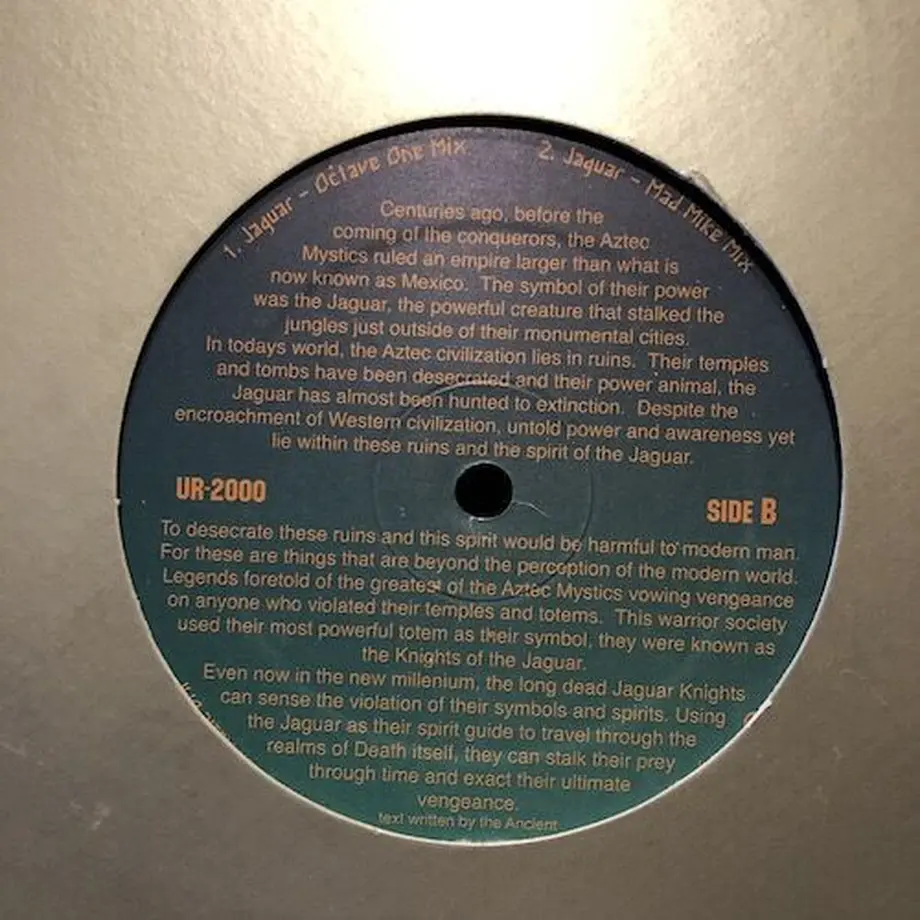 1. Jaguar - Octave One Mix
2. Jaguar - Mad Mike Mix
Centuries ago, before the
coming of the conquerors, the Aztec
Mystics ruled an empire larger than what is
now known as Mexico. The symbol of their power
was the Jaguar, the powerful creature that stalked the
jungles just outside of their monumental cities.
In todays world, the Aztec civilization lies in ruins. Their temples
and tombs have been desecrated and their power animal, the
Jaguar has almost been hunted to extinction. Despite the
encroachment of Western civilization, untold power and awareness yet
lie within these ruins and the spirit of the Jaguar.
UR-2000
SIDE B
To desecrate these ruins and this spirit would be harmful to modern man.
For these are things that are beyond the perception of the modern world.
Legends foretold of the greatest of the Aztec Mystics vowing vengeance
on anyone who violated their temples and totems. This warrior society
used their most powerful totem as their symbol, they were known as
the Knights of the Jaguar.
Even now in the new millenium, the long dead Jaguar Knights
can sense the violation of their symbols and spirits. Using
the Jaguar as their spirit guide to travel through the
realms of Death itself, they can stalk their prey
through time and exact their ultimate
vengeance.
text written by the Ancient